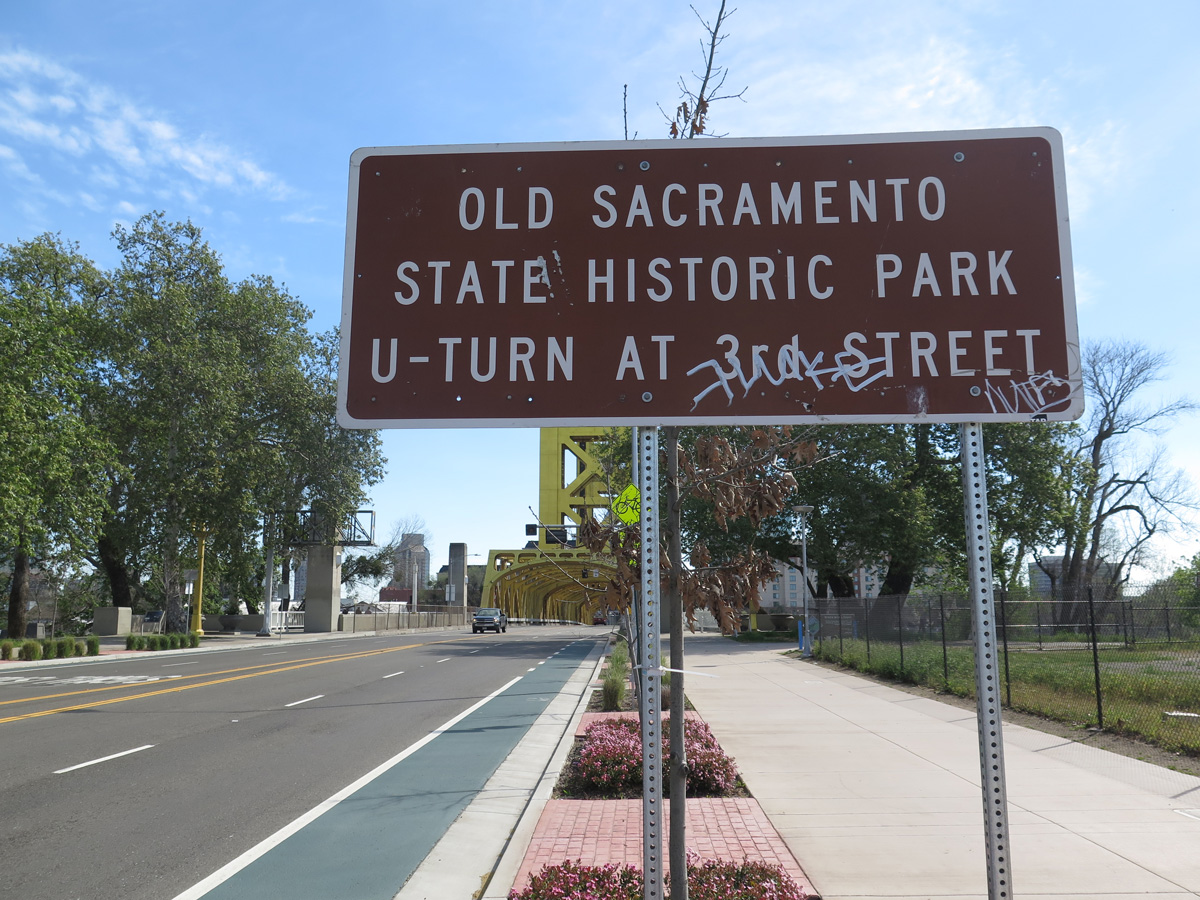 OLD SACRAMENTO
STATE HISTORIC PARK
U-TURN AT 3rd STREET